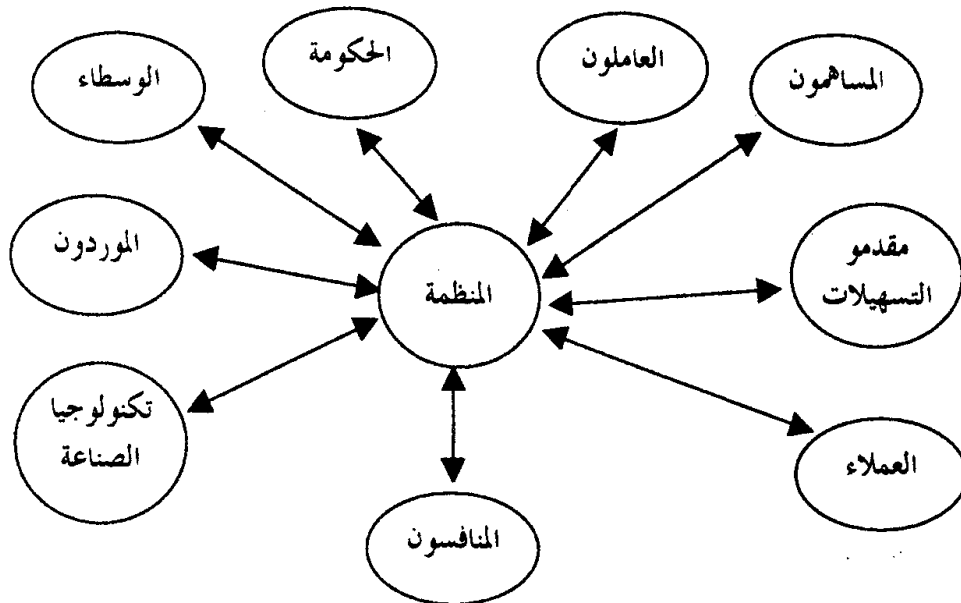 الحكومة
العاملون
المساهمون
الوسطاء
الموردون
المنظمة
مقدمو
التسهيلات
تكنولوجيا
الصناعة
العملاء
المنافسون